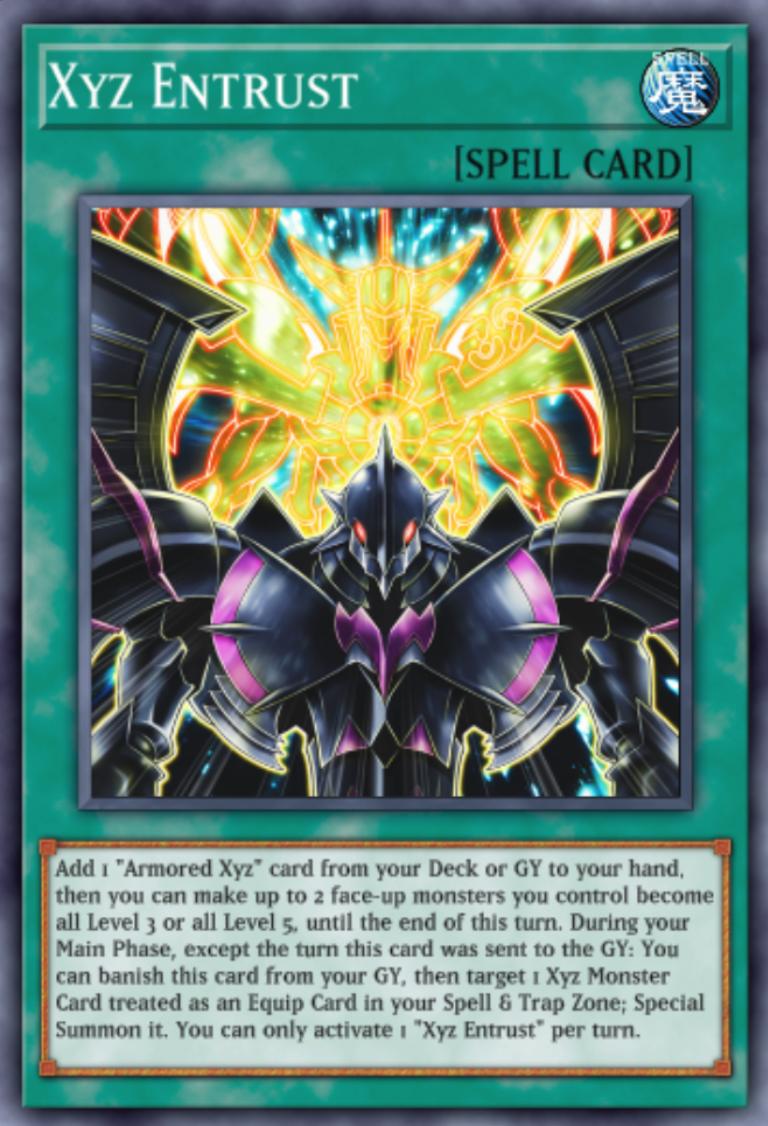 Xyz Entrust
SPELL
魔
[SPELL CARD]
Add 1 "Armored Xyz" card from your Deck or GY to your hand,
then you can make up to 2 face-up monsters you control become
all Level 3 or all Level 5, until the end of this turn. During your
Main Phase, except the turn this card was sent to the GY: You
can banish this card from your GY, then target 1 Xyz Monster
Card treated as an Equip Card in your Spell & Trap Zone; Special
Summon it. You can only activate 1 "Xyz Entrust" per turn.